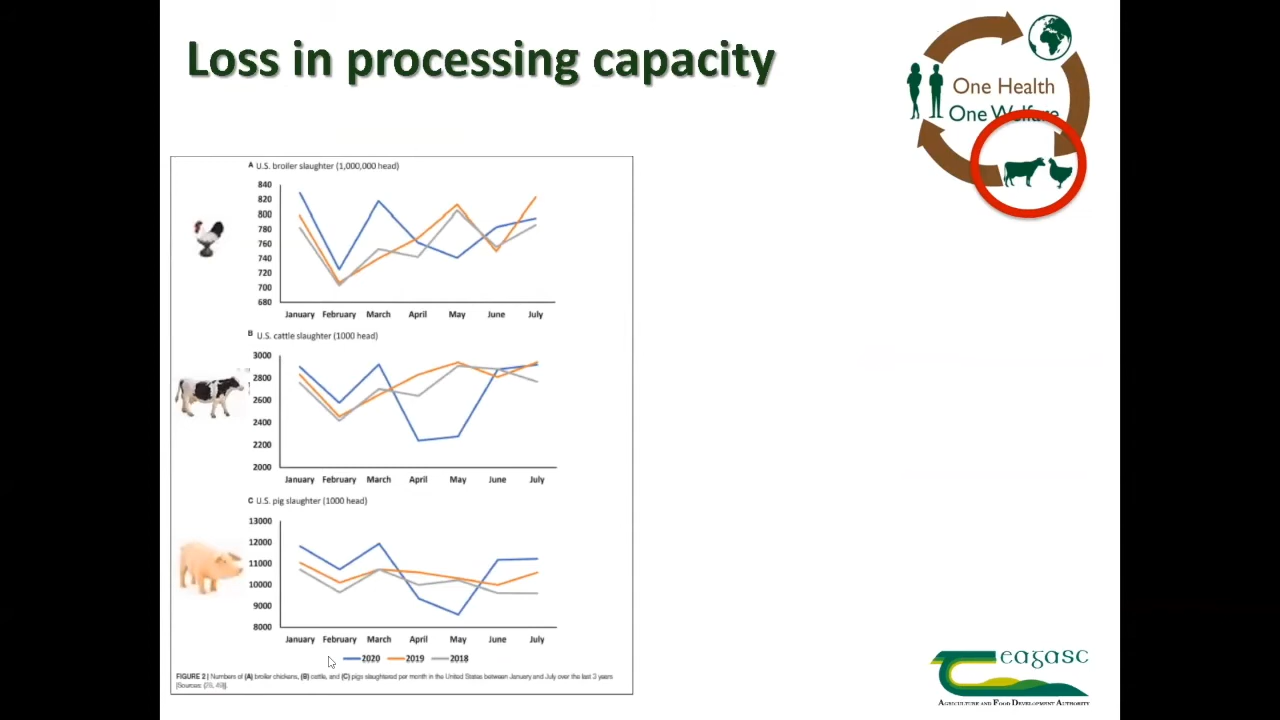 Loss in processing capacity
One Health
One Welfare
A U.S. broiler slaughter (1,000,000 head)
840
820
800
780
760
740
720
700
680
January February March April May June July
B U.S. cattle slaughter (1000 head)
3000
2800
2600
2400
2200
2000
January February March April May June July
C U.S. pig slaughter (1000 head)
13000
12000
11000
10000
9000
8000
January February March April May June July
2020 2019 2018
FIGURE 2 | Numbers of (A) broiler chickens, (B) cattle, and (C) pigs slaughtered per month in the United States between January and July over the last 3 years
eagasc
AGRICULTURE AND FOOD DEVELOPMENT AUTHORITY